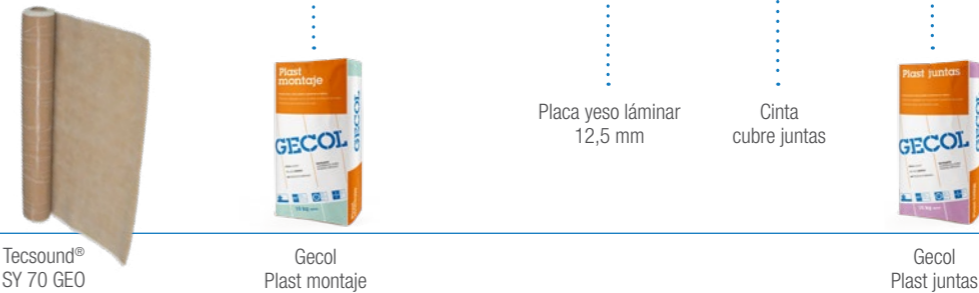 Plast
montaje
GECOL
GECOL
Placa yeso láminar
12,5 mm
Cinta
cubre juntas
Plast juntas
GECOL
Tecsound®
SY 70 GEO
Gecol
Plast montaje
Gecol
Plast juntas